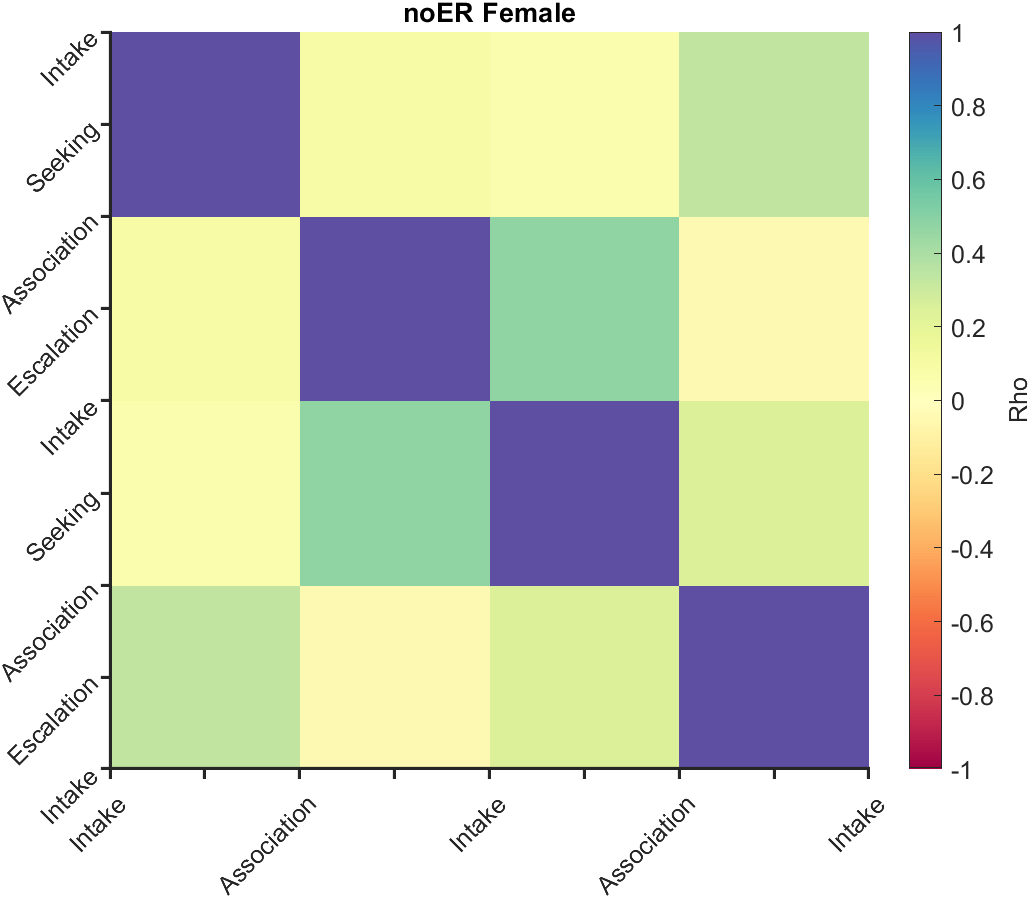 noER Female
Intake
Seeking
Association
Escalation
Intake
Seeking
Association
Escalation
Intake
Intake
Association
Intake
Association
Intake
1
0.8
0.6
0.4
0.2
0
-0.2
-0.4
-0.6
-0.8
-1
Rho